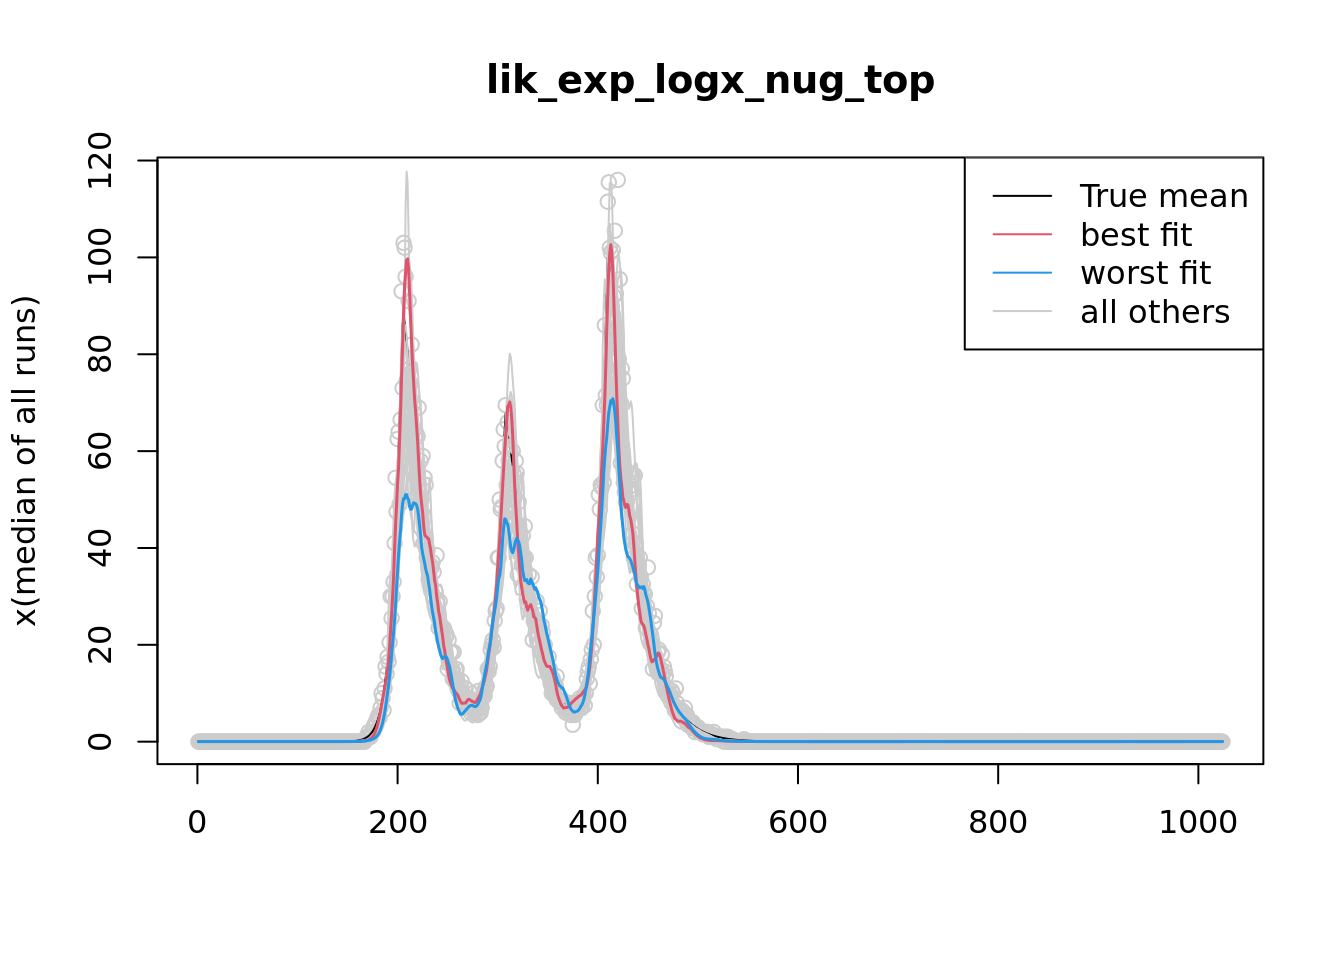 lik_exp_logx_nug_top
x(median of all runs)
120
100
80
60
40
20
0
True mean
best fit
worst fit
all others
0 200 400 600 800 1000